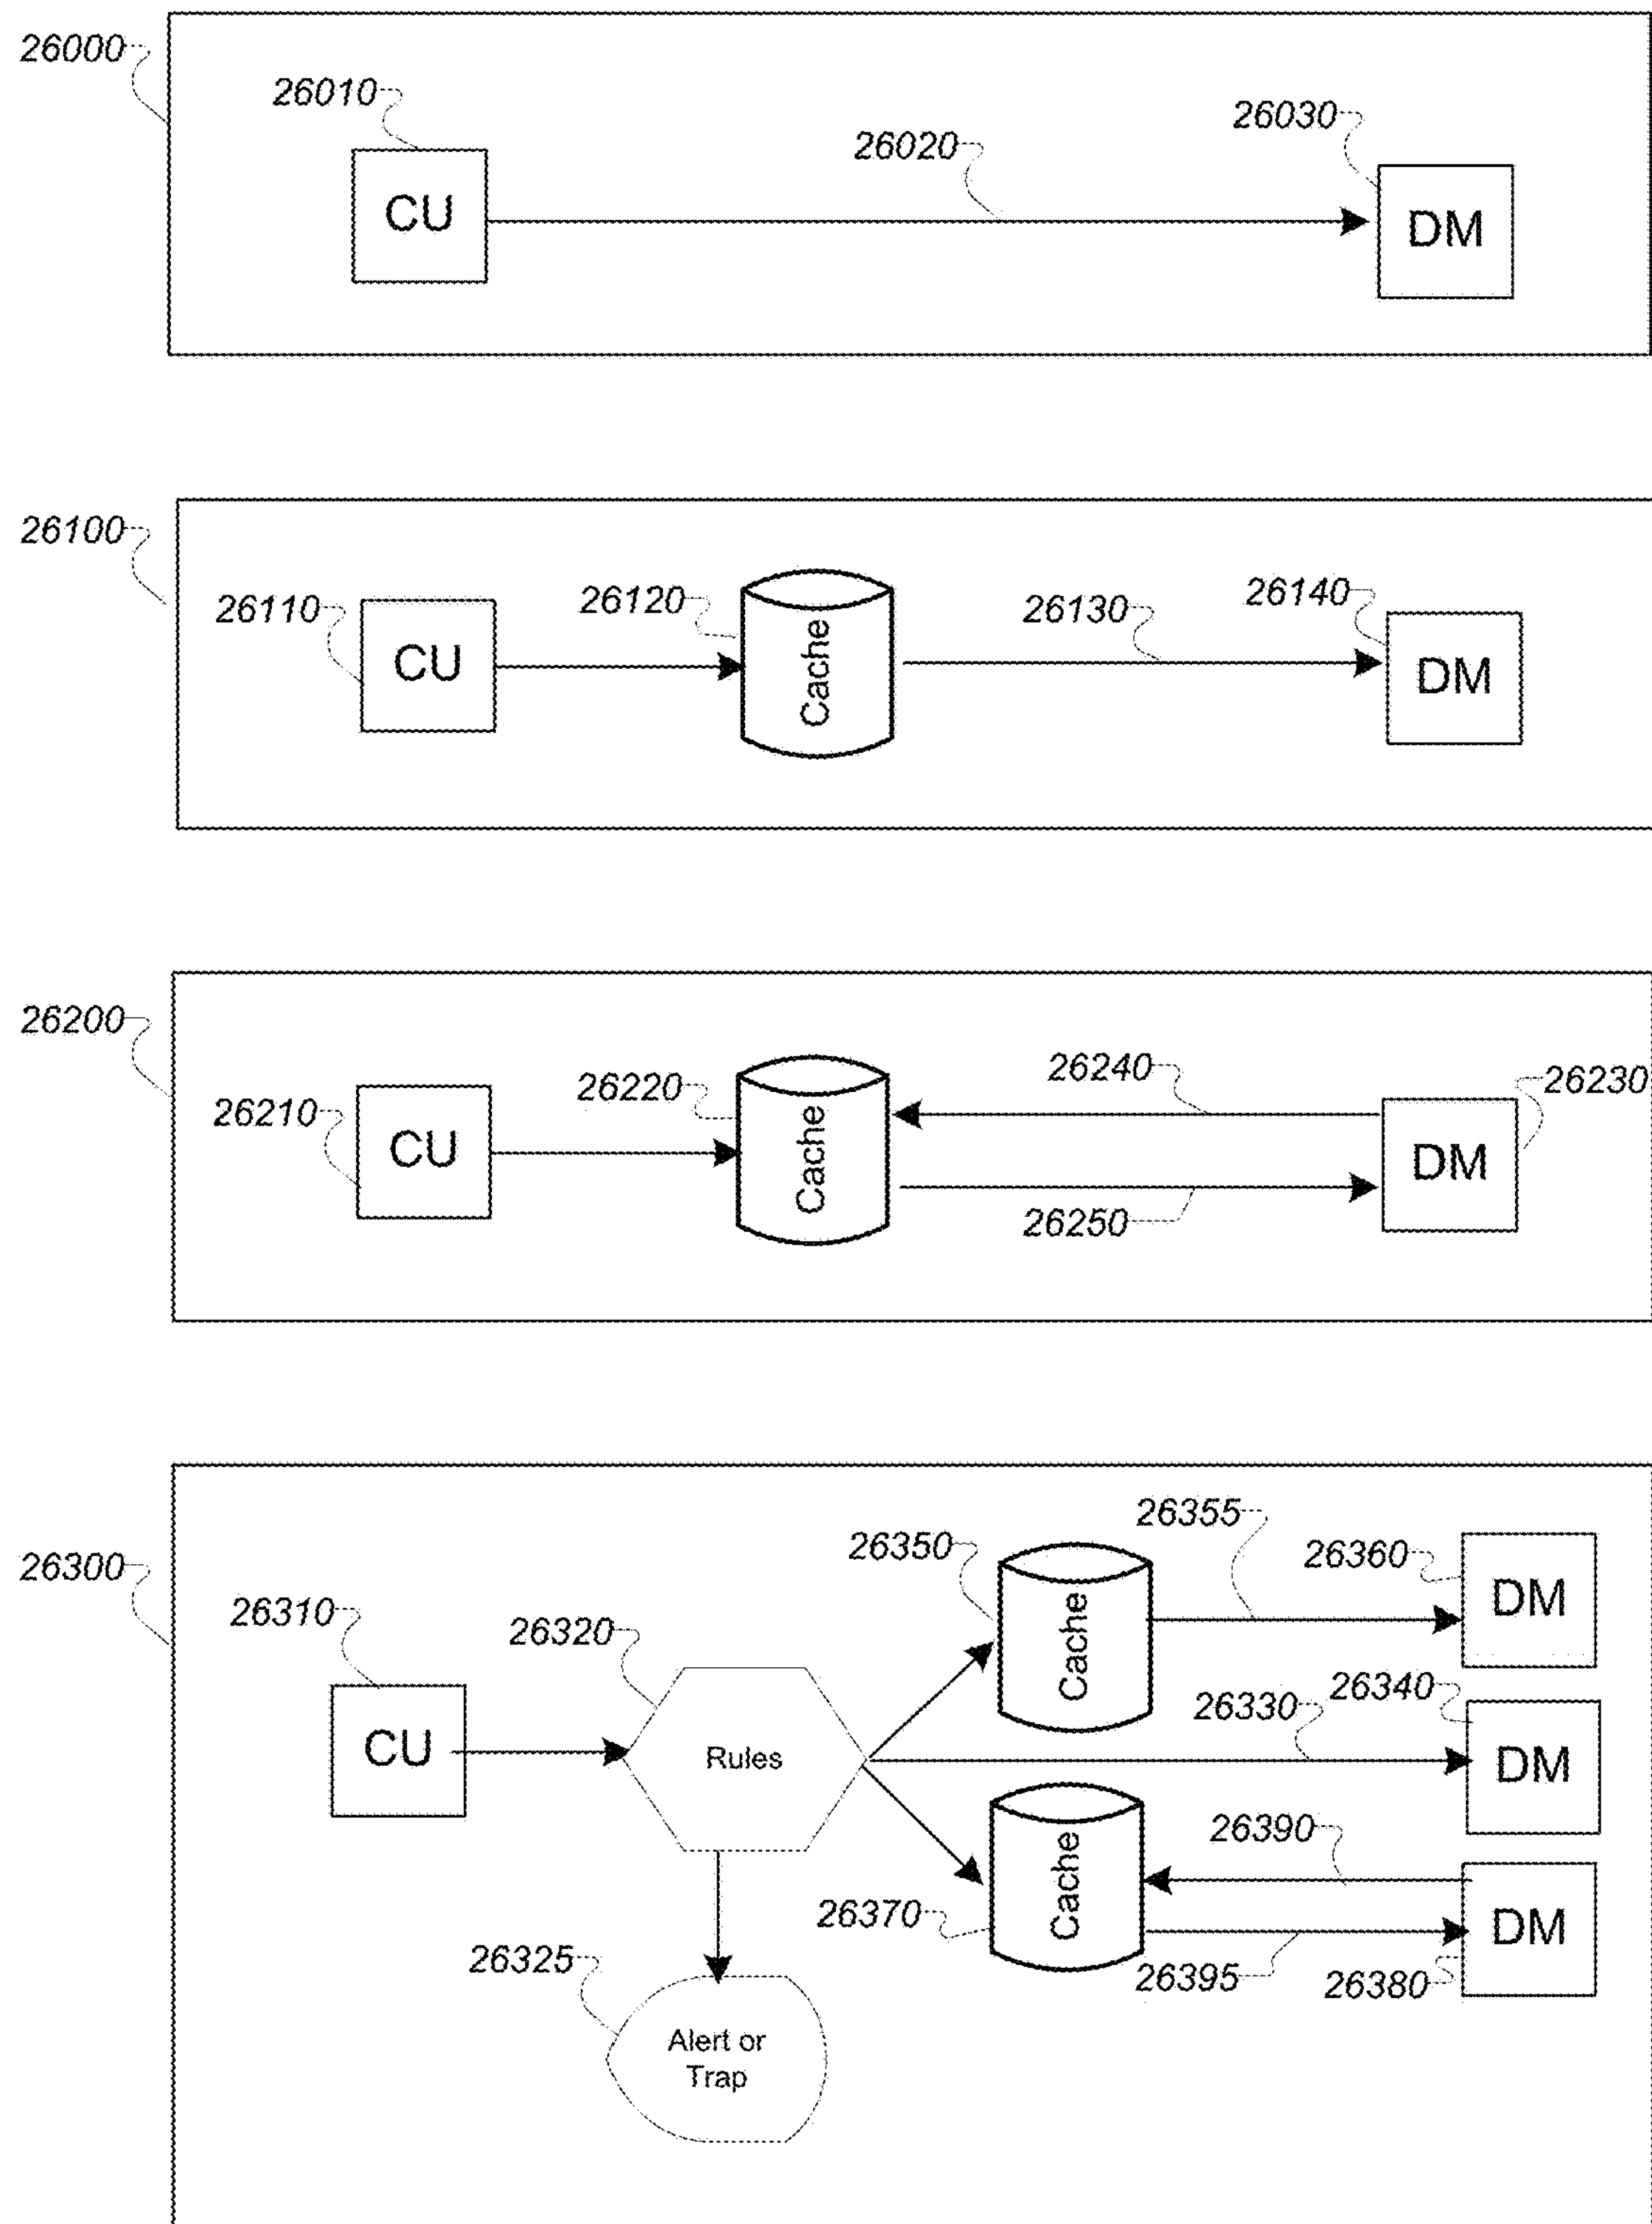 26000
26010
26020
26030
CU
DM
26100
26110
26120
26130
26140
CU
Cache
DM
26200
26210
26220
26240
26230
CU
Cache
DM
26250
26300
26310
26320
26350
26355
26360
Cache
DM
CU
Rules
26330
26340
DM
26390
Cache
26370
DM
26395
26380
26325
Alert or
Trap